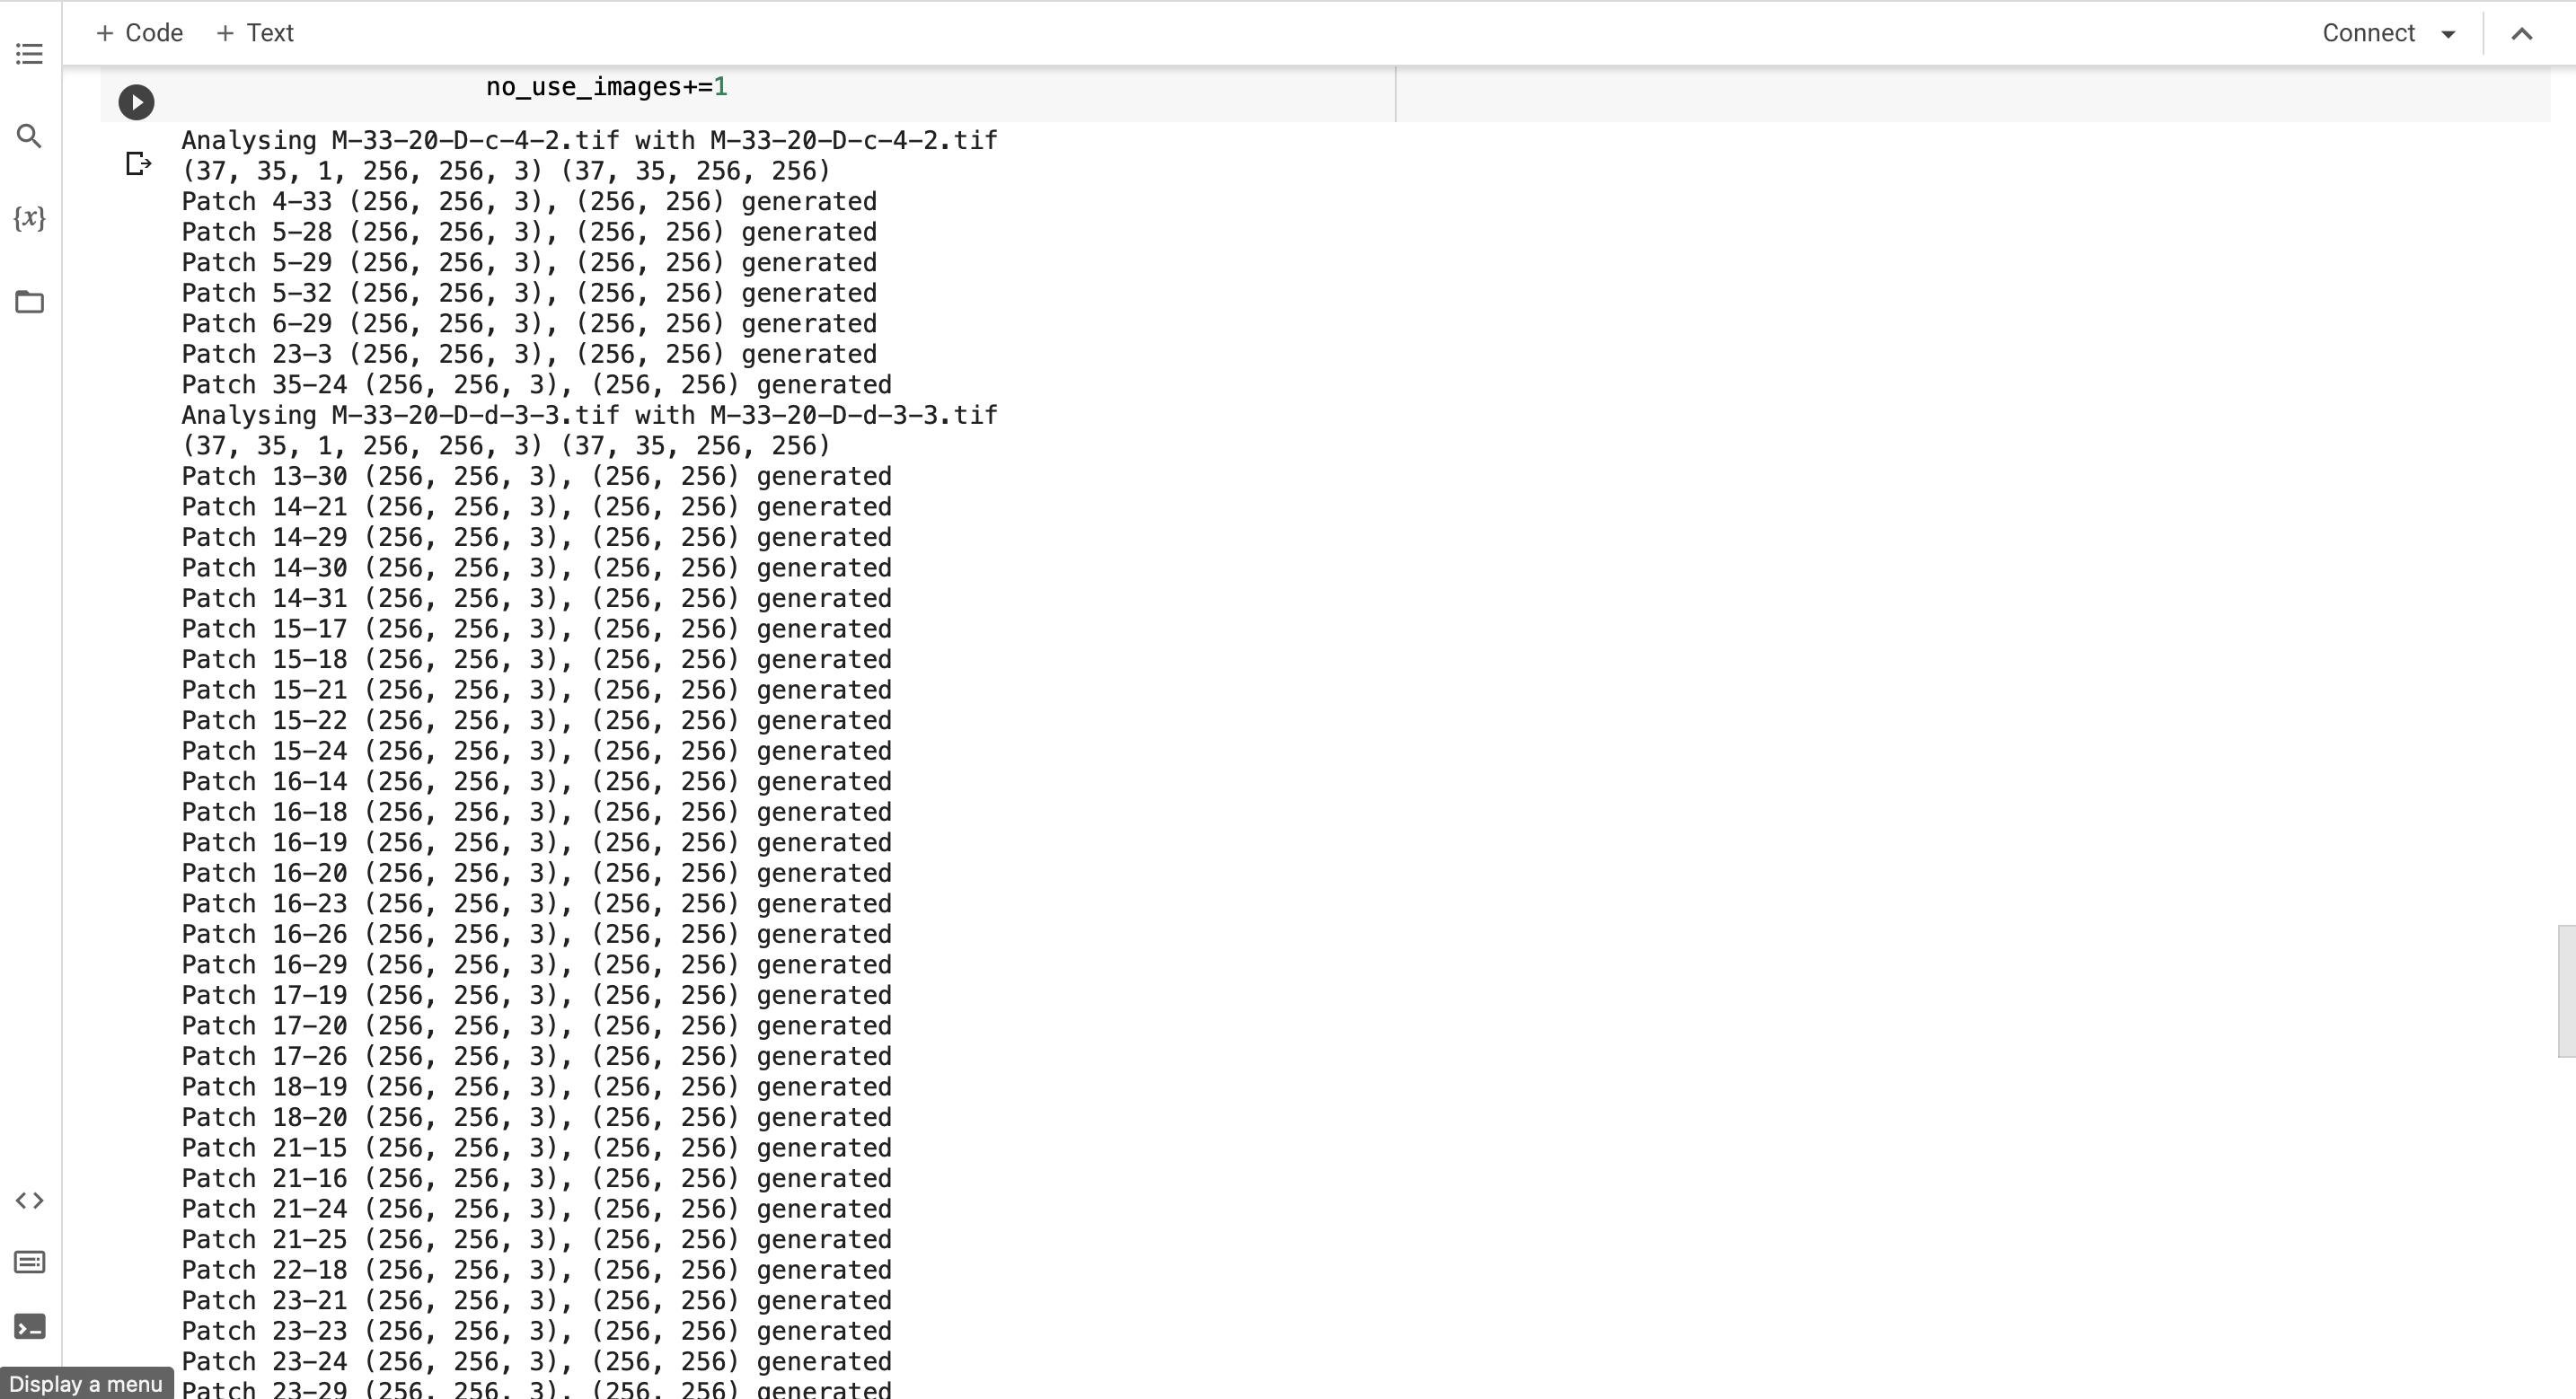 + Code + Text Connect
no_use_images+=1
Analysing M-33-20-D-c-4-2.tif with M-33-20-D-c-4-2.tif
(37, 35, 1, 256, 256, 3) (37, 35, 256, 256)
Patch 4-33 (256, 256, 3), (256, 256) generated
Patch 5-28 (256, 256, 3), (256, 256) generated
Patch 5-29 (256, 256, 3), (256, 256) generated
Patch 5-32 (256, 256, 3), (256, 256) generated
Patch 6-29 (256, 256, 3), (256, 256) generated
Patch 23-3 (256, 256, 3), (256, 256) generated
Patch 35-24 (256, 256, 3), (256, 256) generated
Analysing M-33-20-D-d-3-3.tif with M-33-20-D-d-3-3.tif
(37, 35, 1, 256, 256, 3) (37, 35, 256, 256)
Patch 13-30 (256, 256, 3), (256, 256) generated
Patch 14-21 (256, 256, 3), (256, 256) generated
Patch 14-29 (256, 256, 3), (256, 256) generated
Patch 14-30 (256, 256, 3), (256, 256) generated
Patch 14-31 (256, 256, 3), (256, 256) generated
Patch 15-17 (256, 256, 3), (256, 256) generated
Patch 15-18 (256, 256, 3), (256, 256) generated
Patch 15-21 (256, 256, 3), (256, 256) generated
Patch 15-22 (256, 256, 3), (256, 256) generated
Patch 15-24 (256, 256, 3), (256, 256) generated
Patch 16-14 (256, 256, 3), (256, 256) generated
Patch 16-18 (256, 256, 3), (256, 256) generated
Patch 16-19 (256, 256, 3), (256, 256) generated
Patch 16-20 (256, 256, 3), (256, 256) generated
Patch 16-23 (256, 256, 3), (256, 256) generated
Patch 16-26 (256, 256, 3), (256, 256) generated
Patch 16-29 (256, 256, 3), (256, 256) generated
Patch 17-19 (256, 256, 3), (256, 256) generated
Patch 17-20 (256, 256, 3), (256, 256) generated
Patch 17-26 (256, 256, 3), (256, 256) generated
Patch 18-19 (256, 256, 3), (256, 256) generated
Patch 18-20 (256, 256, 3), (256, 256) generated
Patch 21-15 (256, 256, 3), (256, 256) generated
Patch 21-16 (256, 256, 3), (256, 256) generated
Patch 21-24 (256, 256, 3), (256, 256) generated
Patch 21-25 (256, 256, 3), (256, 256) generated
Patch 22-18 (256, 256, 3), (256, 256) generated
Patch 23-21 (256, 256, 3), (256, 256) generated
Patch 23-23 (256, 256, 3), (256, 256) generated
Patch 23-24 (256, 256, 3), (256, 256) generated
Patch 23-29 (256, 256, 3), (256, 256) generated
{x}
Display a menu